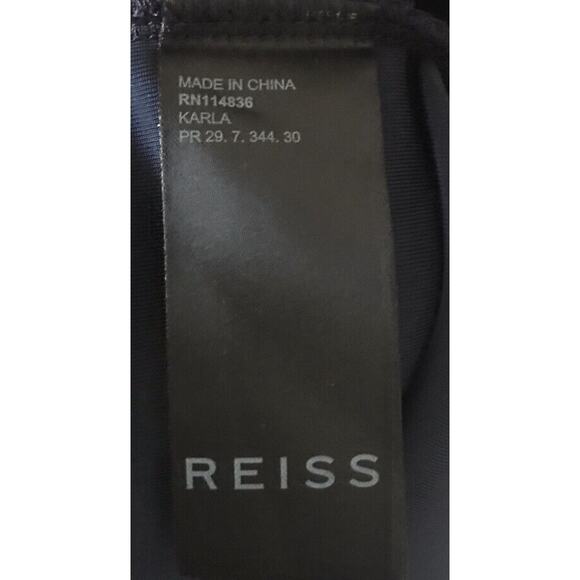 MADE IN CHINA
RN114836
KARLA
PR 29. 7. 344. 30
REISS